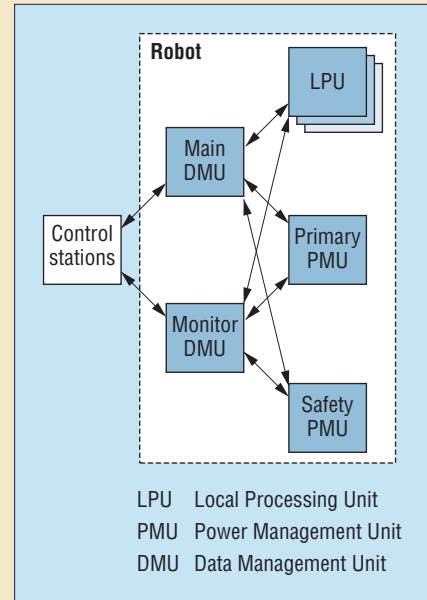 Robot
LPU
Main
DMU
Control
stations
Primary
PMU
Monitor
DMU
Safety
PMU
LPU Local Processing Unit
PMU Power Management Unit
DMU Data Management Unit